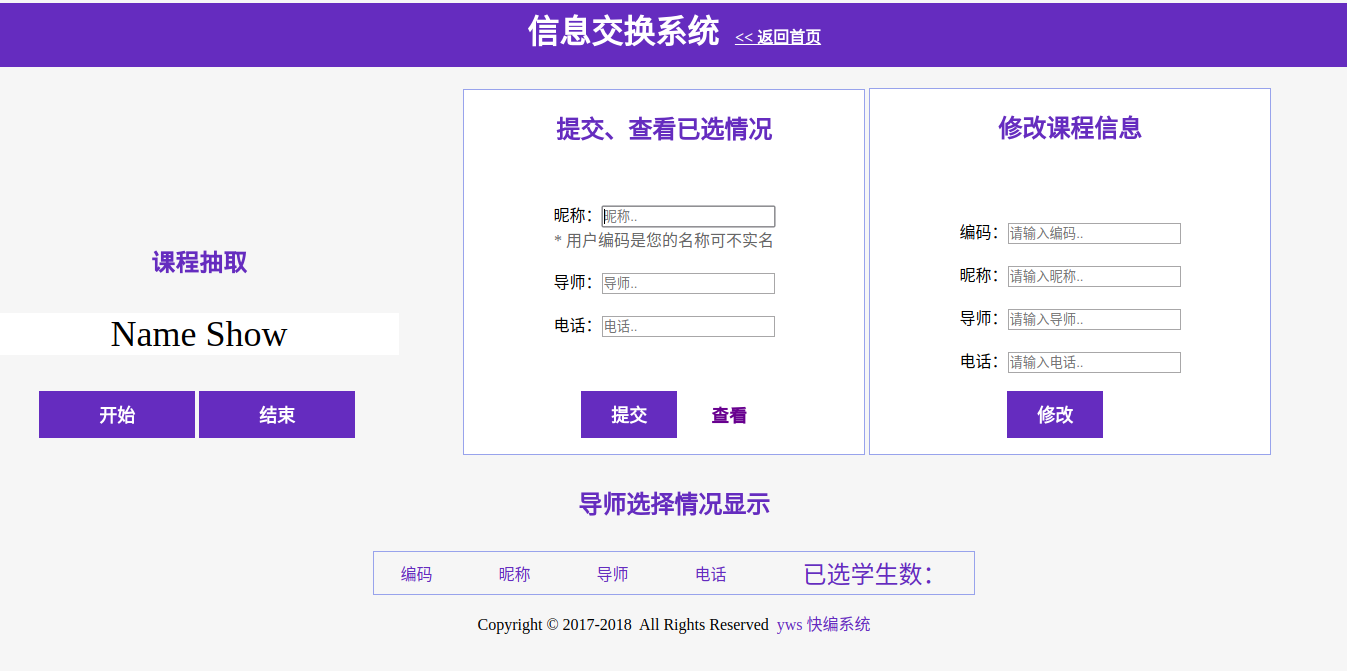 信息交换系统 << 返回首页
课程抽取
Name Show
开始 结束
提交、查看已选情况
昵称： 昵称..
* 用户编码是您的名称可不实名
导师： 导师..
电话： 电话..
提交 查看
修改课程信息
编码： 请输入编码..
昵称： 请输入昵称..
导师： 请输入导师..
电话： 请输入电话..
修改
导师选择情况显示
编码 昵称 导师 电话 已选学生数：
Copyright © 2017-2018 All Rights Reserved yws 快编系统